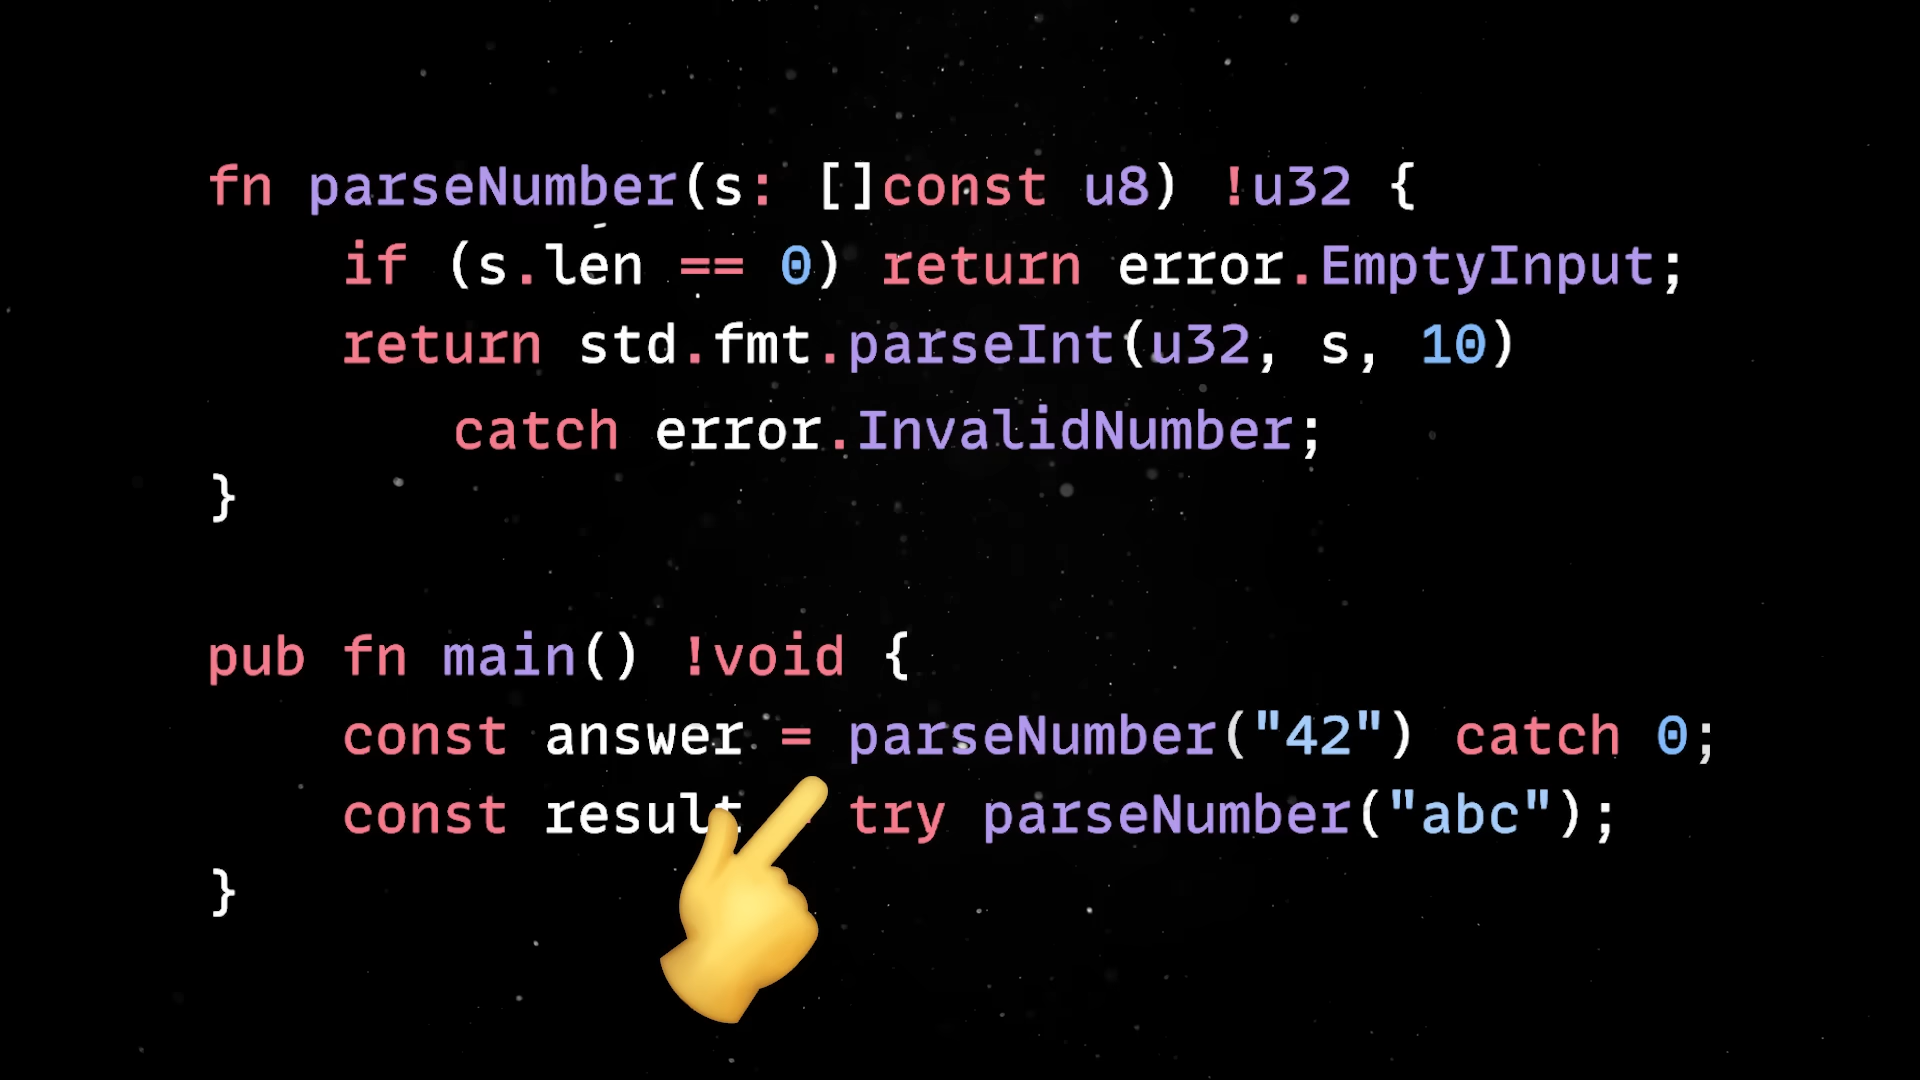 fn parseNumber(s: []const u8) !u32 {
    if (s.len == 0) return error.EmptyInput;
    return std.fmt.parseInt(u32, s, 10)
        catch error.InvalidNumber;
}
pub fn main() !void {
    const answer = parseNumber("42") catch 0;
    const result try parseNumber("abc");
}